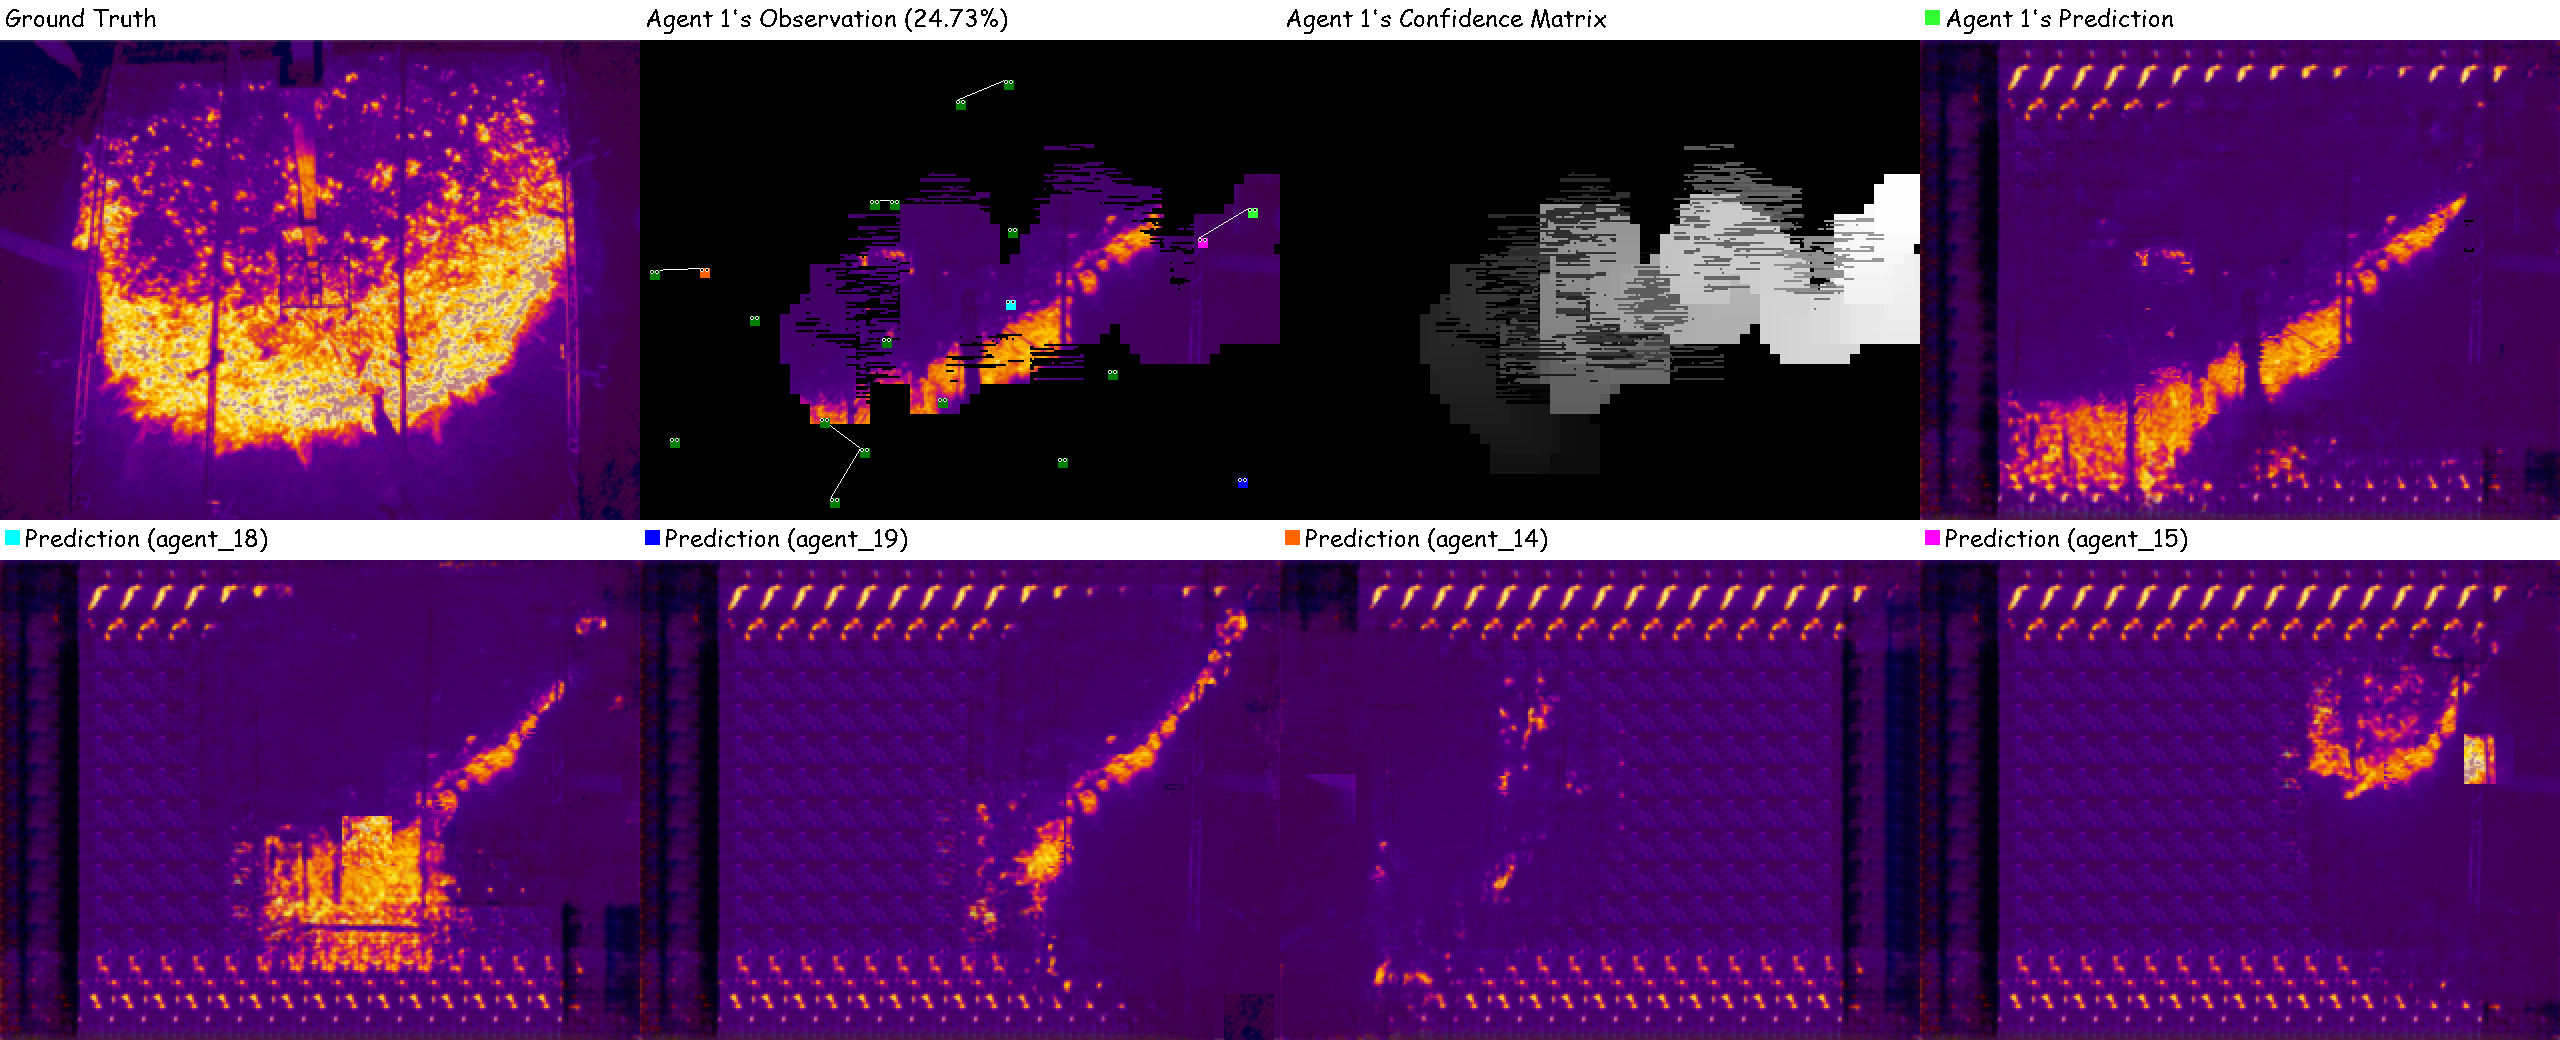 Ground Truth
Agent 1's Observation (24.73%)
Agent 1's Confidence Matrix
Agent 1's Prediction
Prediction (agent_18)
Prediction (agent_19)
Prediction (agent_14)
Prediction (agent_15)